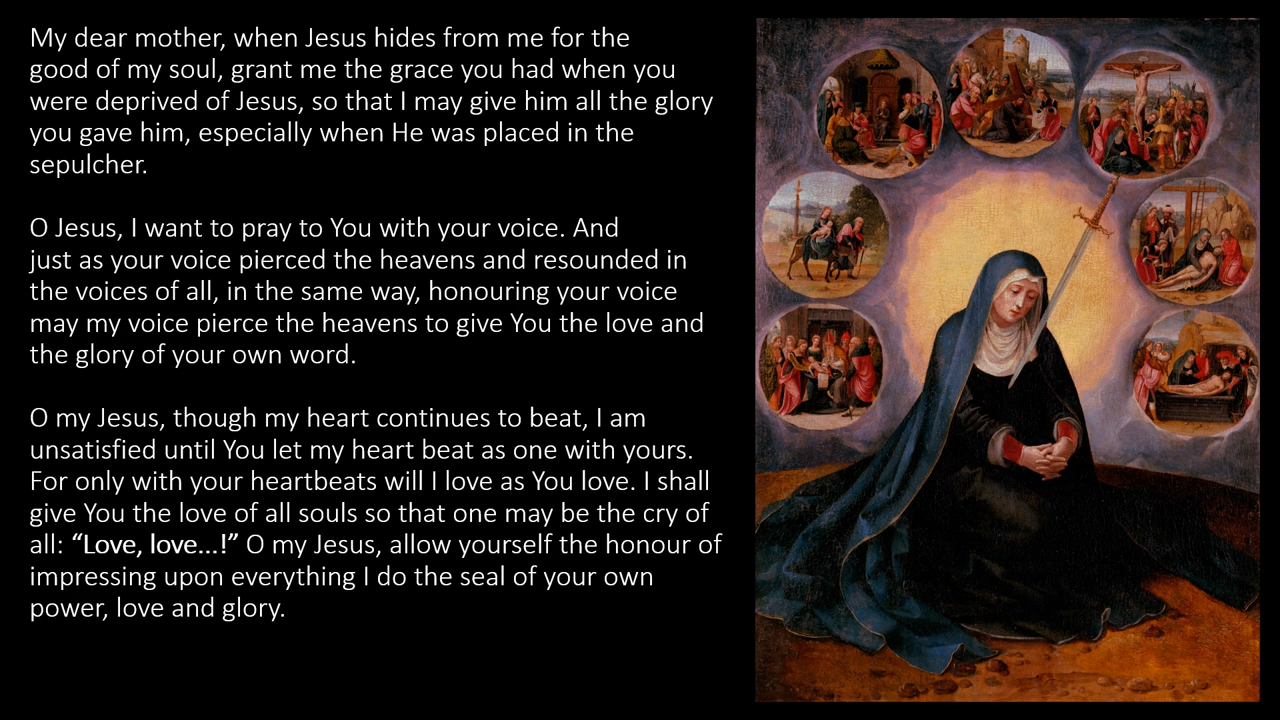 My dear mother, when Jesus hides from me for the
good of my soul, grant me the grace you had when you
were deprived of Jesus, so that I may give him all the glory
you gave him, especially when He was placed in the
sepulcher.
O Jesus, I want to pray to You with your voice. And
just as your voice pierced the heavens and resounded in
the voices of all, in the same way, honouring your voice
may my voice pierce the heavens to give You the love and
the glory of your own word.
O my Jesus, though my heart continues to beat, I am
unsatisfied until You let my heart beat as one with yours.
For only with your heartbeats will I love as You love. I shall
give You the love of all souls so that one may be the cry of
all: “Love, love…!” O my Jesus, allow yourself the honour of
impressing upon everything I do the seal of your own
power, love and glory.